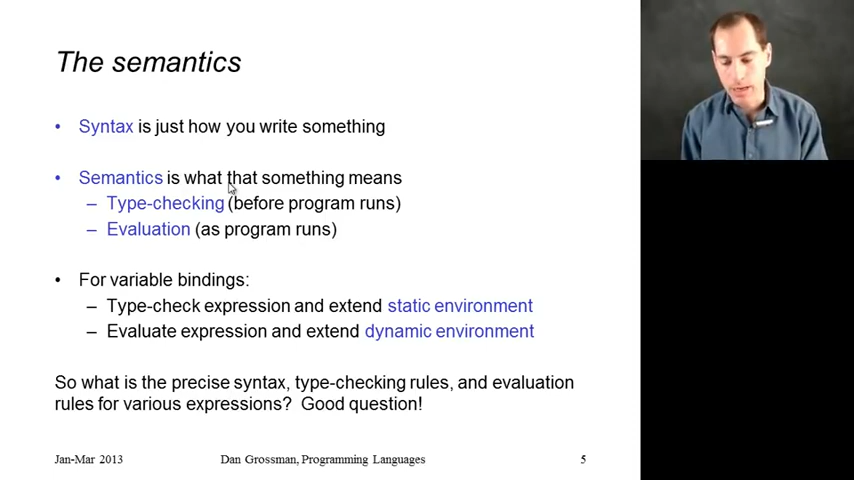 The semantics
• Syntax is just how you write something
• Semantics is what that something means
– Type-checking (before program runs)
– Evaluation (as program runs)
• For variable bindings:
– Type-check expression and extend static environment
– Evaluate expression and extend dynamic environment
So what is the precise syntax, type-checking rules, and evaluation
rules for various expressions? Good question!
Jan-Mar 2013 Dan Grossman, Programming Languages 5